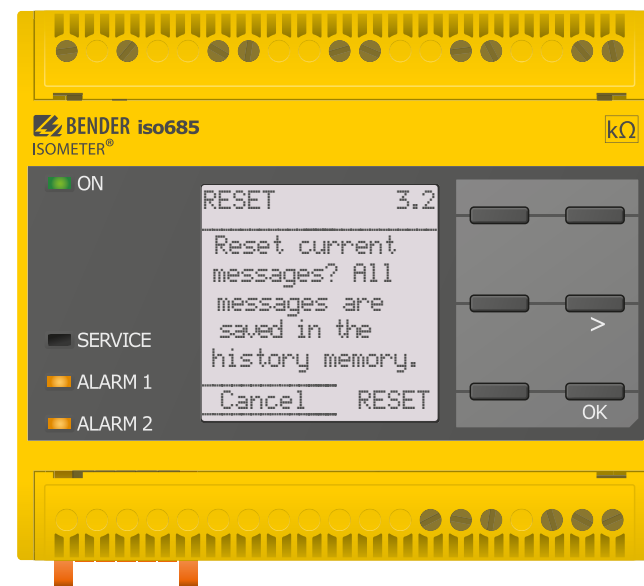 BENDER iso685
ISOMETER®
kΩ
ON
RESET 3.2
Reset current
messages? All
messages are
saved in the
history memory.
Cancel RESET
SERVICE
ALARM 1
ALARM 2
>
OK